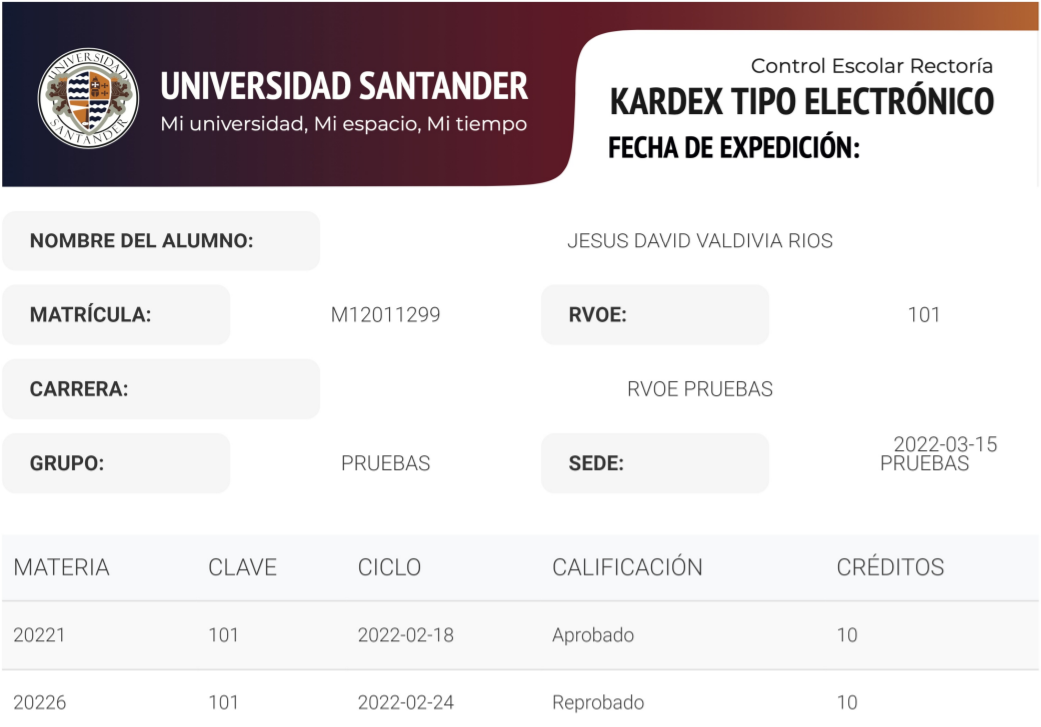 UNIVERSIDAD SANTANDER
UNIVERSIDAD SANTANDER
Mi universidad, Mi espacio, Mi tiempo
Control Escolar Rectoría
KARDEX TIPO ELECTRÓNICO
FECHA DE EXPEDICIÓN:
NOMBRE DEL ALUMNO: JESUS DAVID VALDIVIA RIOS
MATRÍCULA: M12011299 RVOE: 101
CARRERA: RVOE PRUEBAS
2022-03-15
GRUPO: PRUEBAS SEDE: PRUEBAS
MATERIA CLAVE CICLO CALIFICACIÓN CRÉDITOS
20221 101 2022-02-18 Aprobado 10
20226 101 2022-02-24 Reprobado 10